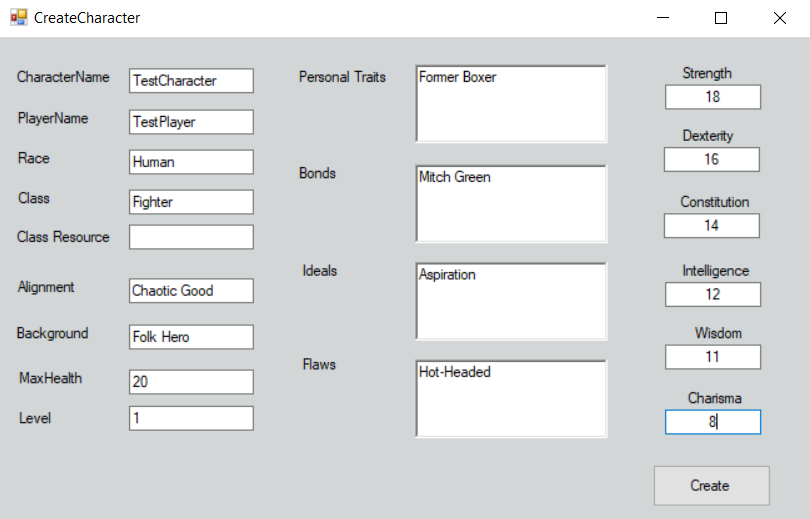 CreateCharacter
CharacterName TestCharacter
PlayerName TestPlayer
Race Human
Class Fighter
Class Resource
Alignment Chaotic Good
Background Folk Hero
MaxHealth 20
Level 1
Personal Traits Former Boxer
Bonds Mitch Green
Ideals Aspiration
Flaws Hot-Headed
Strength
18
Dexterity
16
Constitution
14
Intelligence
12
Wisdom
11
Charisma
8
Create